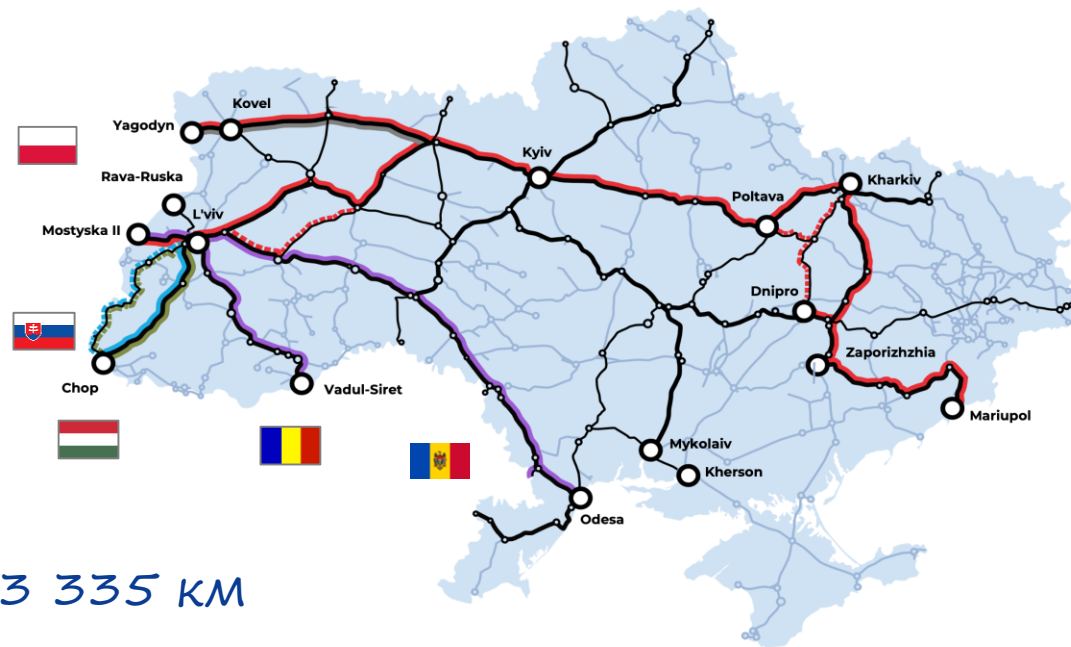 Kovel
Yagodyn
Kyiv
Rava-Ruska
Kharkiv
Poltava
L'viv
Mostyska II
Dnipro
Zaporizhzhia
Chop
Vadul-Siret
Mariupol
Mykolaiv
Kherson
Odesa
3 335 км